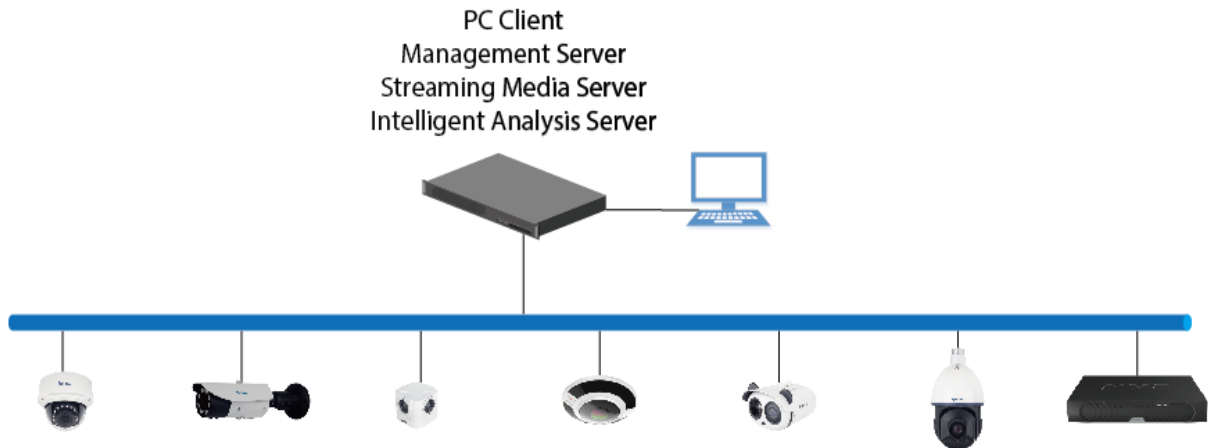 PC Client
Management Server
Streaming Media Server
Intelligent Analysis Server